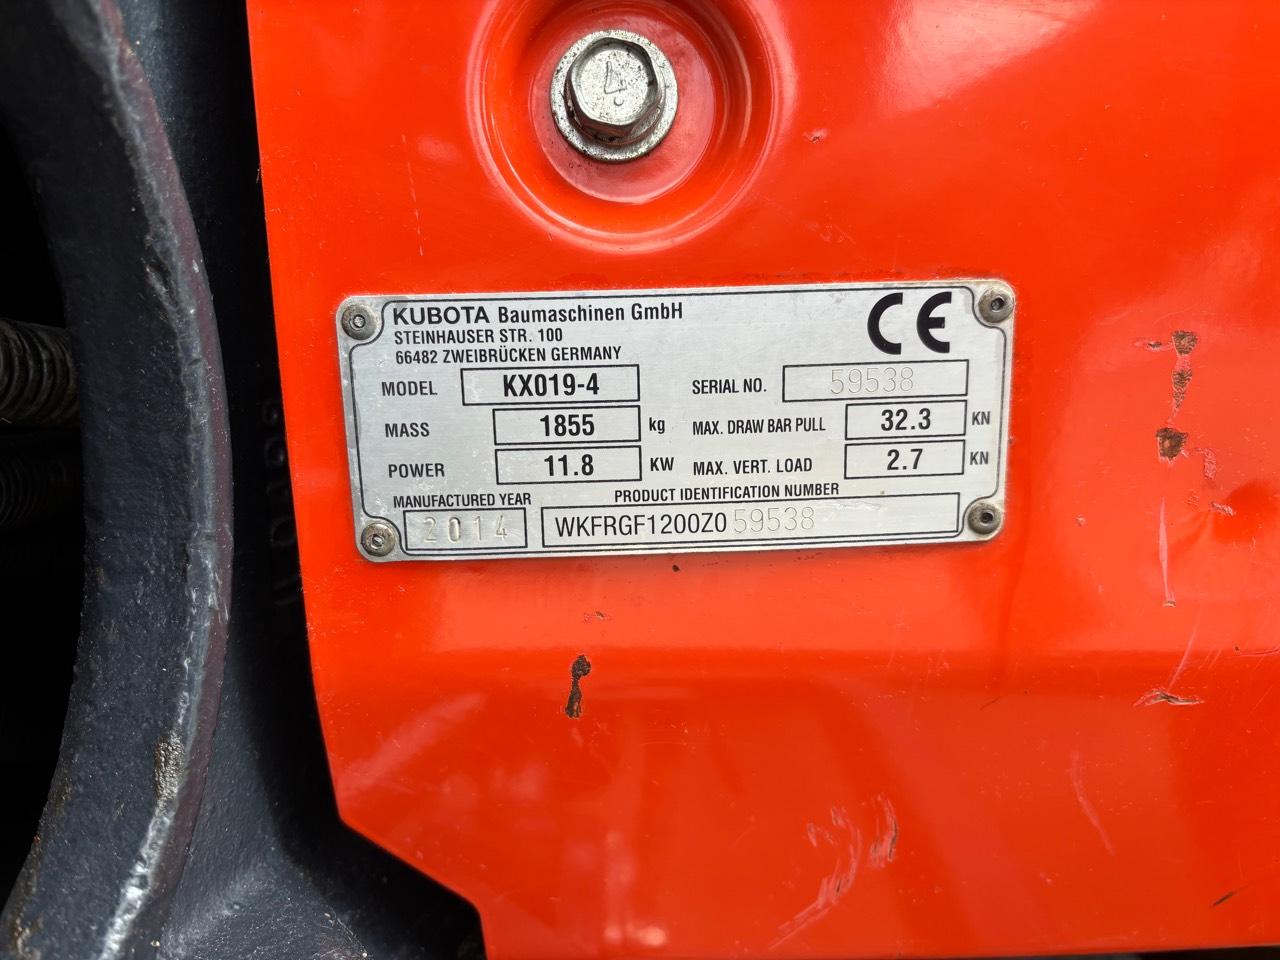 4
KUBOTA Baumaschinen GmbH
STEINHAUSER STR. 100
66482 ZWEIBRÜCKEN GERMANY
CE
MODEL KX019-4 SERIAL NO. 59538
MASS 1855 kg MAX. DRAW BAR PULL 32.3 KN
POWER 11.8 KW MAX. VERT. LOAD 2.7 KN
MANUFACTURED YEAR PRODUCT IDENTIFICATION NUMBER
2014 WKFRGF1200Z059538